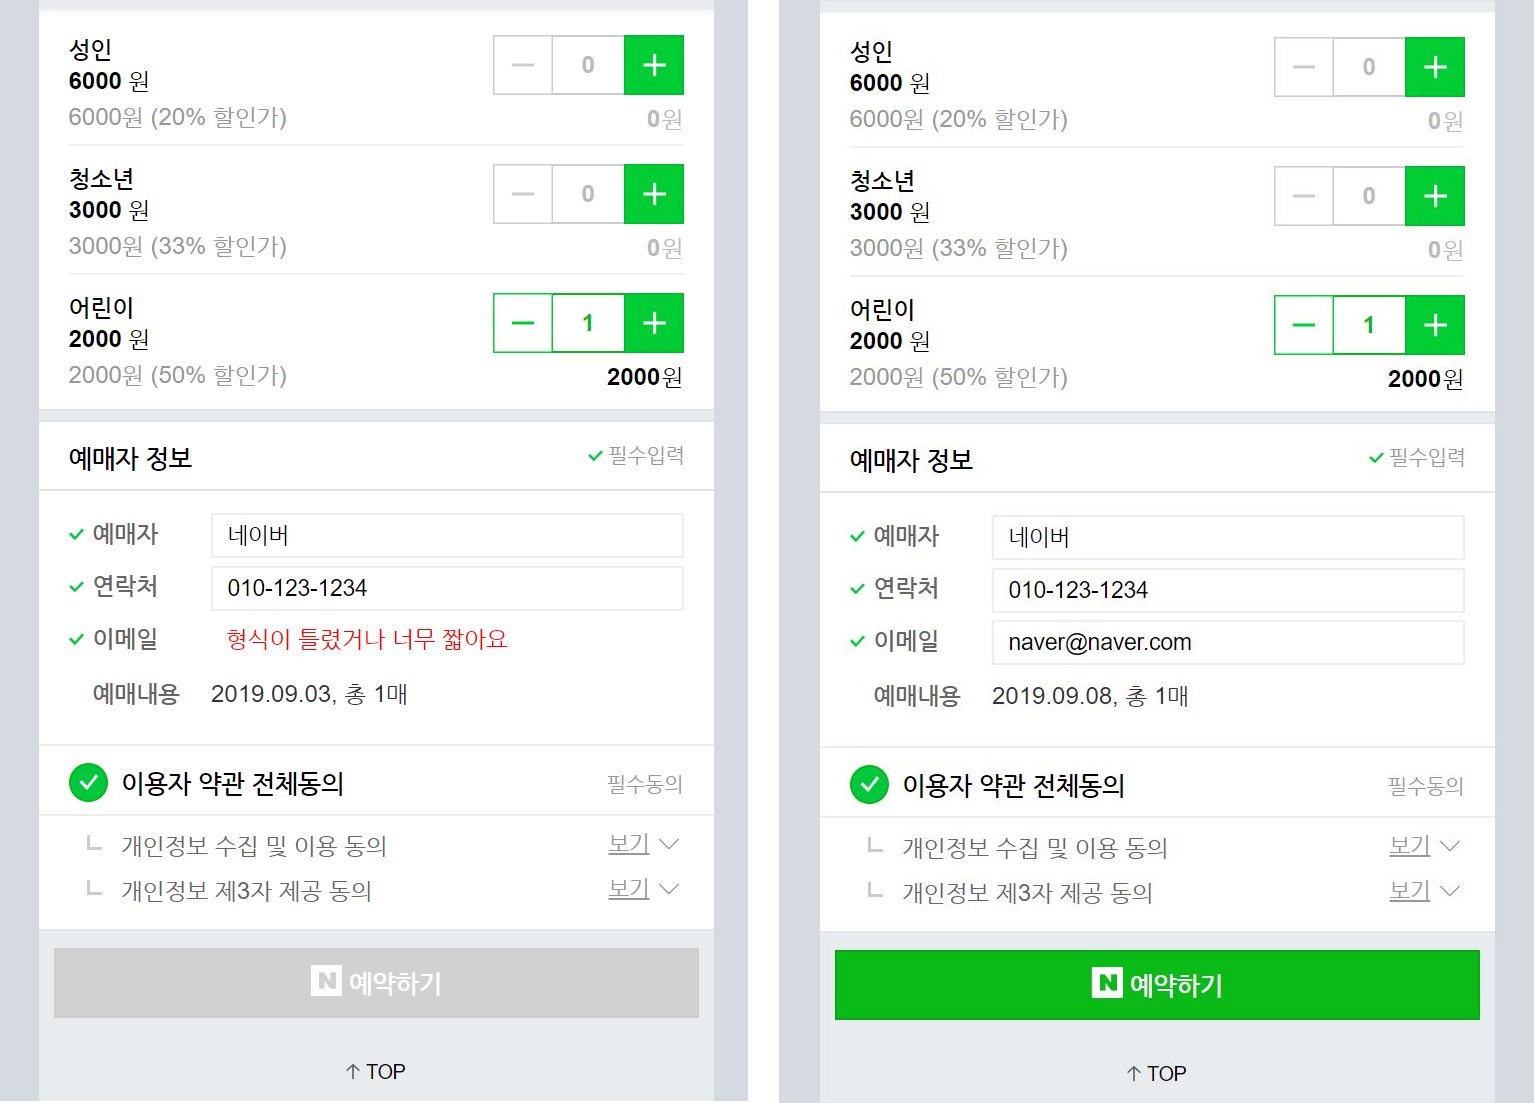 성인
6000 원
6000원 (20% 할인가)
0
0원
청소년
3000 원
3000원 (33% 할인가)
0
0원
어린이
2000 원
2000원 (50% 할인가)
1
2000원
예매자 정보
필수입력
예매자 네이버
연락처 010-123-1234
이메일 형식이 틀렸거나 너무 짧아요
예매내용 2019.09.03, 총 1매
이용자 약관 전체동의 필수동의
개인정보 수집 및 이용 동의 보기
개인정보 제3자 제공 동의 보기
N 예약하기
TOP
성인
6000 원
6000원 (20% 할인가)
0
0원
청소년
3000 원
3000원 (33% 할인가)
0
0원
어린이
2000 원
2000원 (50% 할인가)
1
2000원
예매자 정보
필수입력
예매자 네이버
연락처 010-123-1234
이메일 naver@naver.com
예매내용 2019.09.08, 총 1매
이용자 약관 전체동의 필수동의
개인정보 수집 및 이용 동의 보기
개인정보 제3자 제공 동의 보기
N 예약하기
TOP